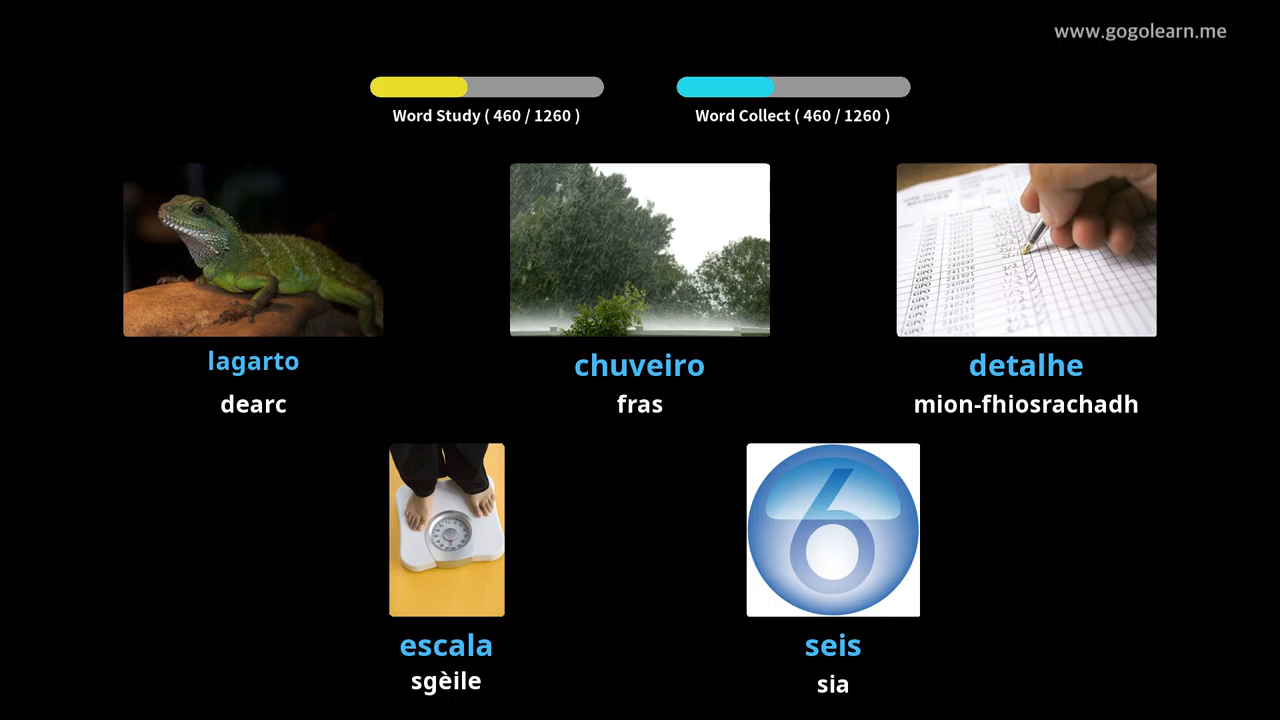 www.gogolearn.me
Word Study ( 460 / 1260 )
Word Collect ( 460 / 1260 )
lagarto
dearc
chuveiro
fras
detalhe
mion-fhiosrachadh
escala
sgèile
6
seis
sia